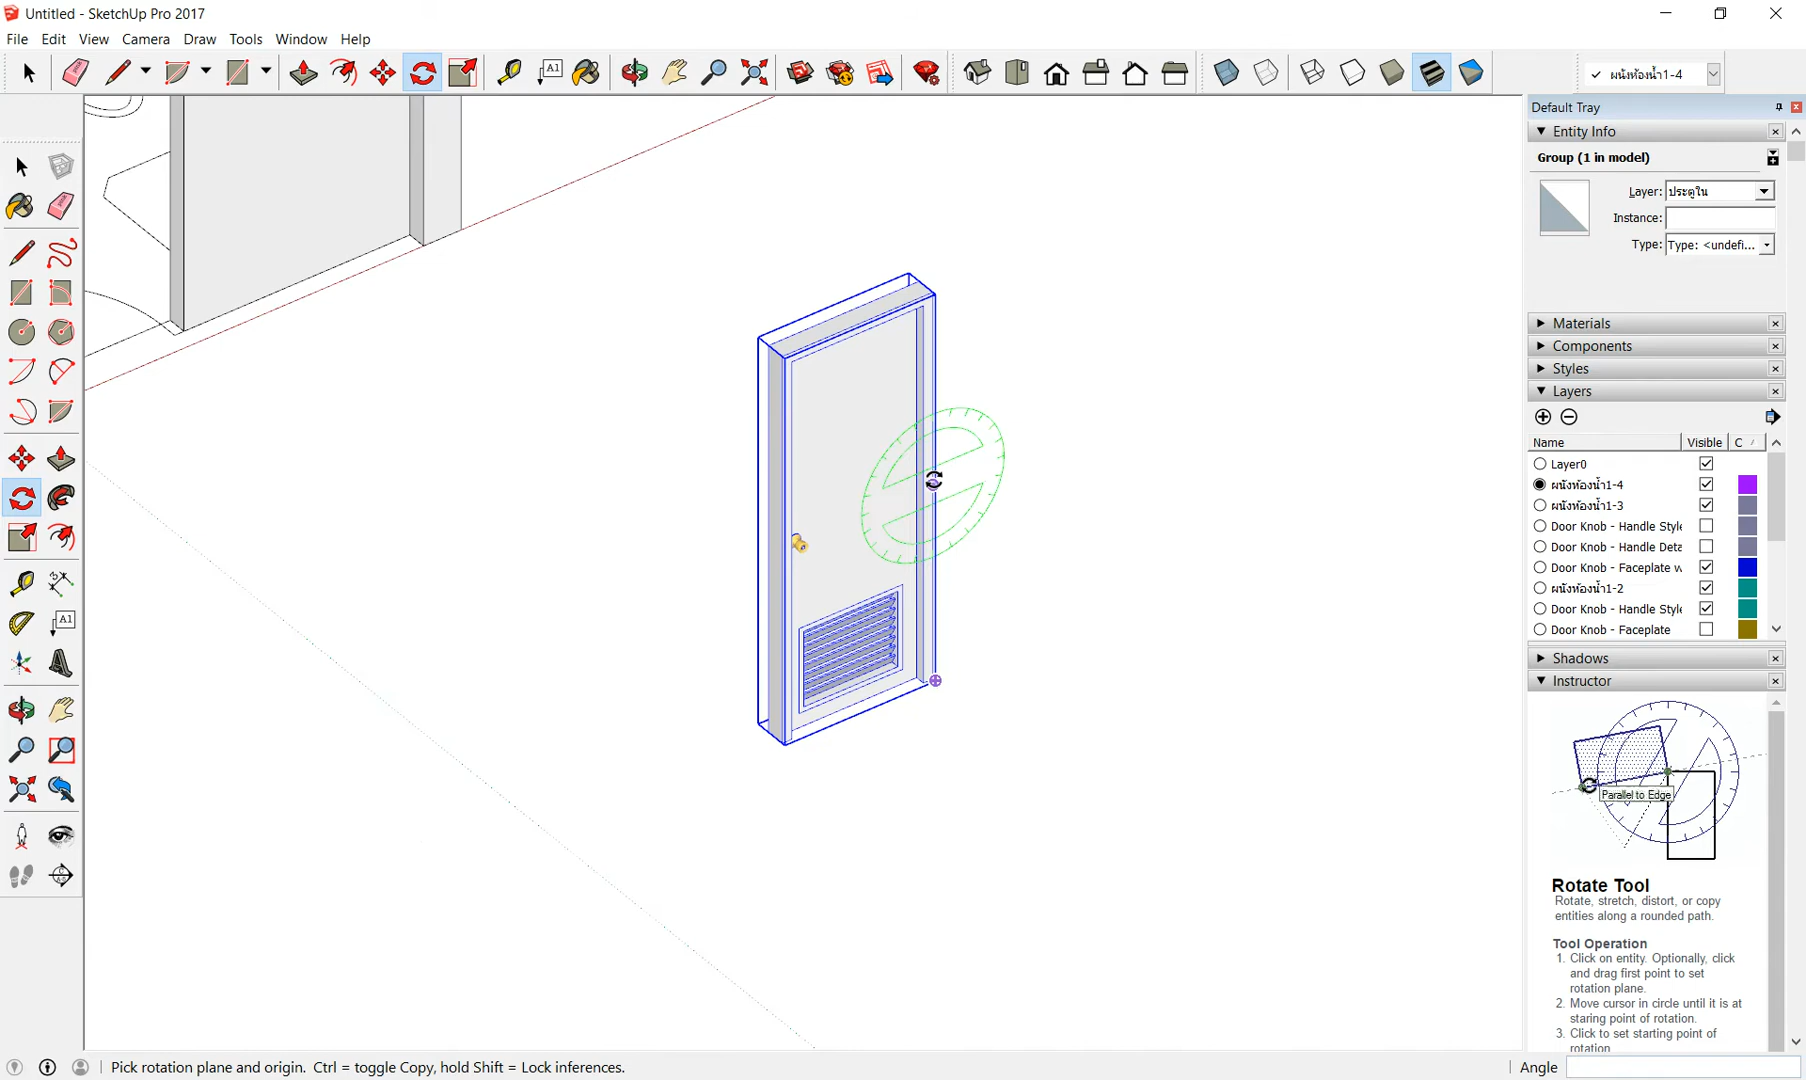 Untitled - SketchUp Pro 2017
File Edit View Camera Draw Tools Window Help
A1
✓ ผนังห้องน้ำ1-4
Default Tray
Entity Info
Group (1 in model)
Layer: ประตูใน
Instance:
Type: Type: <undefi...
Materials
Components
Styles
Layers
Name Visible C
Layer0
ผนังห้องน้ำ1-4
ผนังห้องน้ำ1-3
Door Knob - Handle Style
Door Knob - Handle Deta
Door Knob - Faceplate w
ผนังห้องน้ำ1-2
Door Knob - Handle Style
Door Knob - Faceplate
Shadows
Instructor
Parallel to Edge
Rotate Tool
Rotate, stretch, distort, or copy
entities along a rounded path.
Tool Operation
1. Click on entity. Optionally, click
and drag first point to set
rotation plane.
2. Move cursor in circle until it is at
staring point of rotation.
3. Click to set starting point of
rotation
A1
Pick rotation plane and origin. Ctrl = toggle Copy, hold Shift = Lock inferences.
Angle